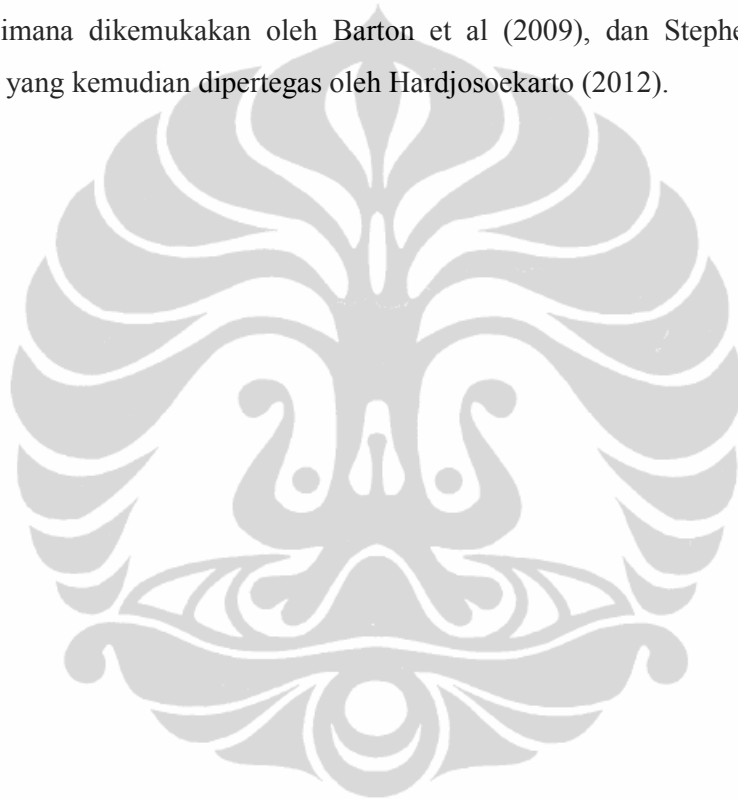 imana dikemukakan oleh Barton et al (2009), dan Stephe
yang kemudian dipertegas oleh Hardjosoekarto (2012).